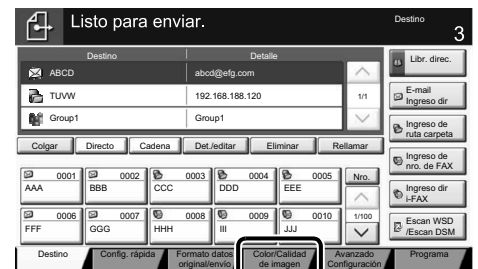 Listo para enviar.
Destino
3
Destino Detalle
ABCD abcd@efg.com
TUVW 192.168.188.120
1/1
Group1 Group1
Libr. direc.
E-mail
Ingreso dir
Ingreso de
ruta carpeta
Ingreso de
nro. de FAX
Ingreso dir
i-FAX
Escan WSD
/Escan DSM
Colgar Directo Cadena Det./editar Eliminar Rellamar
0001 0002 0003 0004 0005 Nro.
AAA BBB CCC DDD EEE
0006 0007 0008 0009 0010 1/100
FFF GGG HHH III JJJ
Destino
Config. rápida
Formato datos
original/envío
Color/Calidad
de imagen
Avanzado
Configuración
Programa